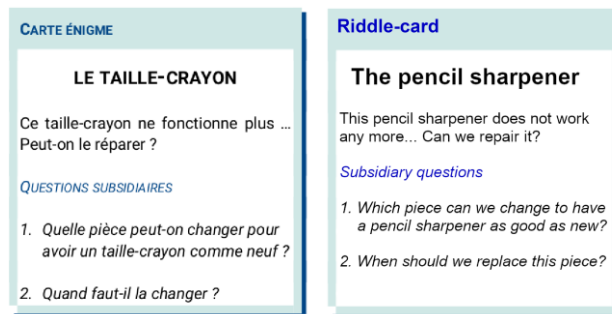 CARTE ÉNIGME
LE TAILLE-CRAYON
Ce taille-crayon ne fonctionne plus ...
Peut-on le réparer ?
QUESTIONS SUBSIDIAIRES
1. Quelle pièce peut-on changer pour
avoir un taille-crayon comme neuf ?
2. Quand faut-il la changer ?
Riddle-card
The pencil sharpener
This pencil sharpener does not work
any more... Can we repair it?
Subsidiary questions
1. Which piece can we change to have
a pencil sharpener as good as new?
2. When should we replace this piece?